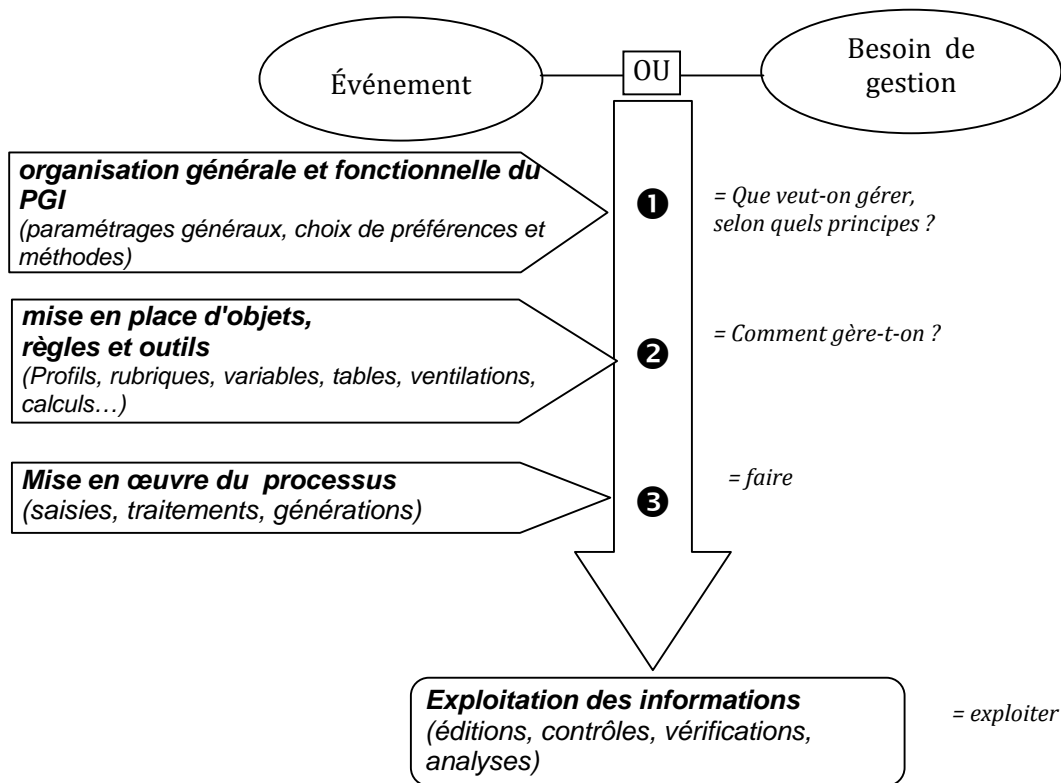 Événement
OU
Besoin de
gestion
organisation générale et fonctionnelle du
PGI
(paramétrages généraux, choix de préférences et
méthodes)
❶
= Que veut-on gérer,
selon quels principes ?
mise en place d'objets,
règles et outils
(Profils, rubriques, variables, tables, ventilations,
calculs…)
❷
= Comment gère-t-on ?
Mise en œuvre du processus
(saisies, traitements, générations)
❸
= faire
Exploitation des informations
(éditions, contrôles, vérifications,
analyses)
= exploiter